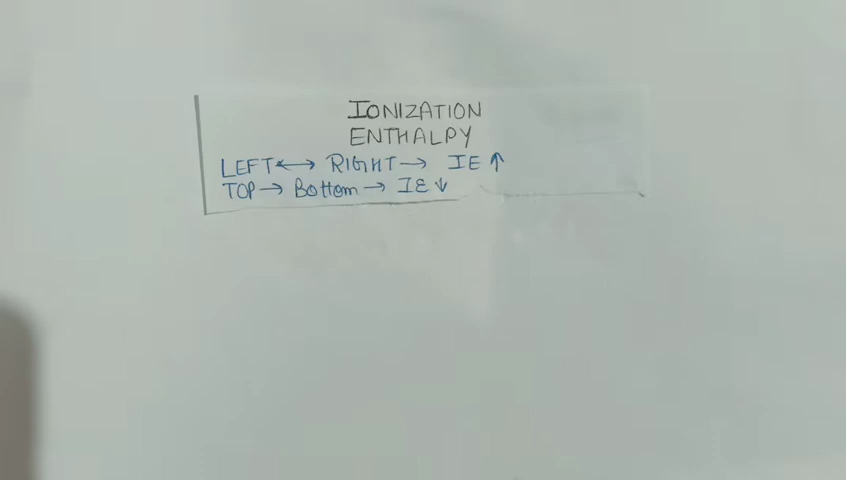 IONIZATION
ENTHALPY
LEFT ↔ RIGHT → IE ↑
TOP → Bottom → IE ↓